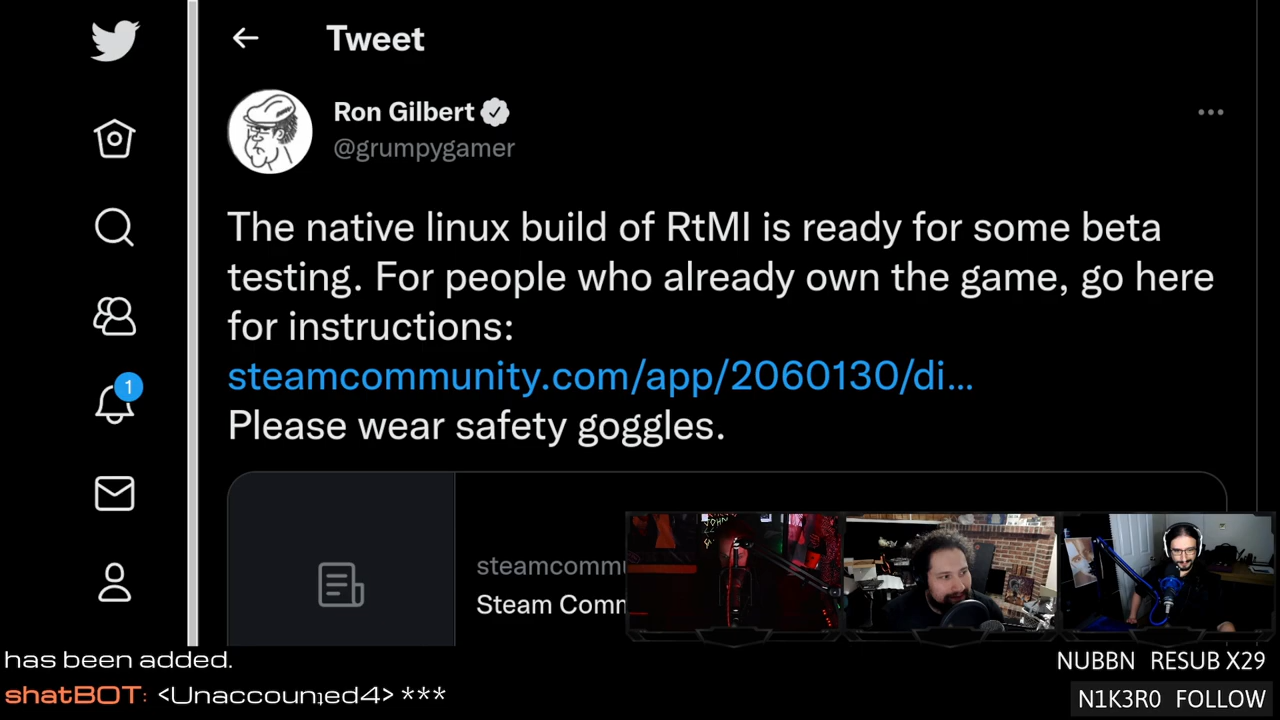 Tweet
Ron Gilbert
@grumpygamer
The native linux build of RtMI is ready for some beta
testing. For people who already own the game, go here
for instructions:
steamcommunity.com/app/2060130/di...
Please wear safety goggles.
1
steamcommu
Steam Comm
JOHN
has been added.
NUBBN RESUB X29
shatBOT: <Unaccounted4> ***
N1K3R0 FOLLOW